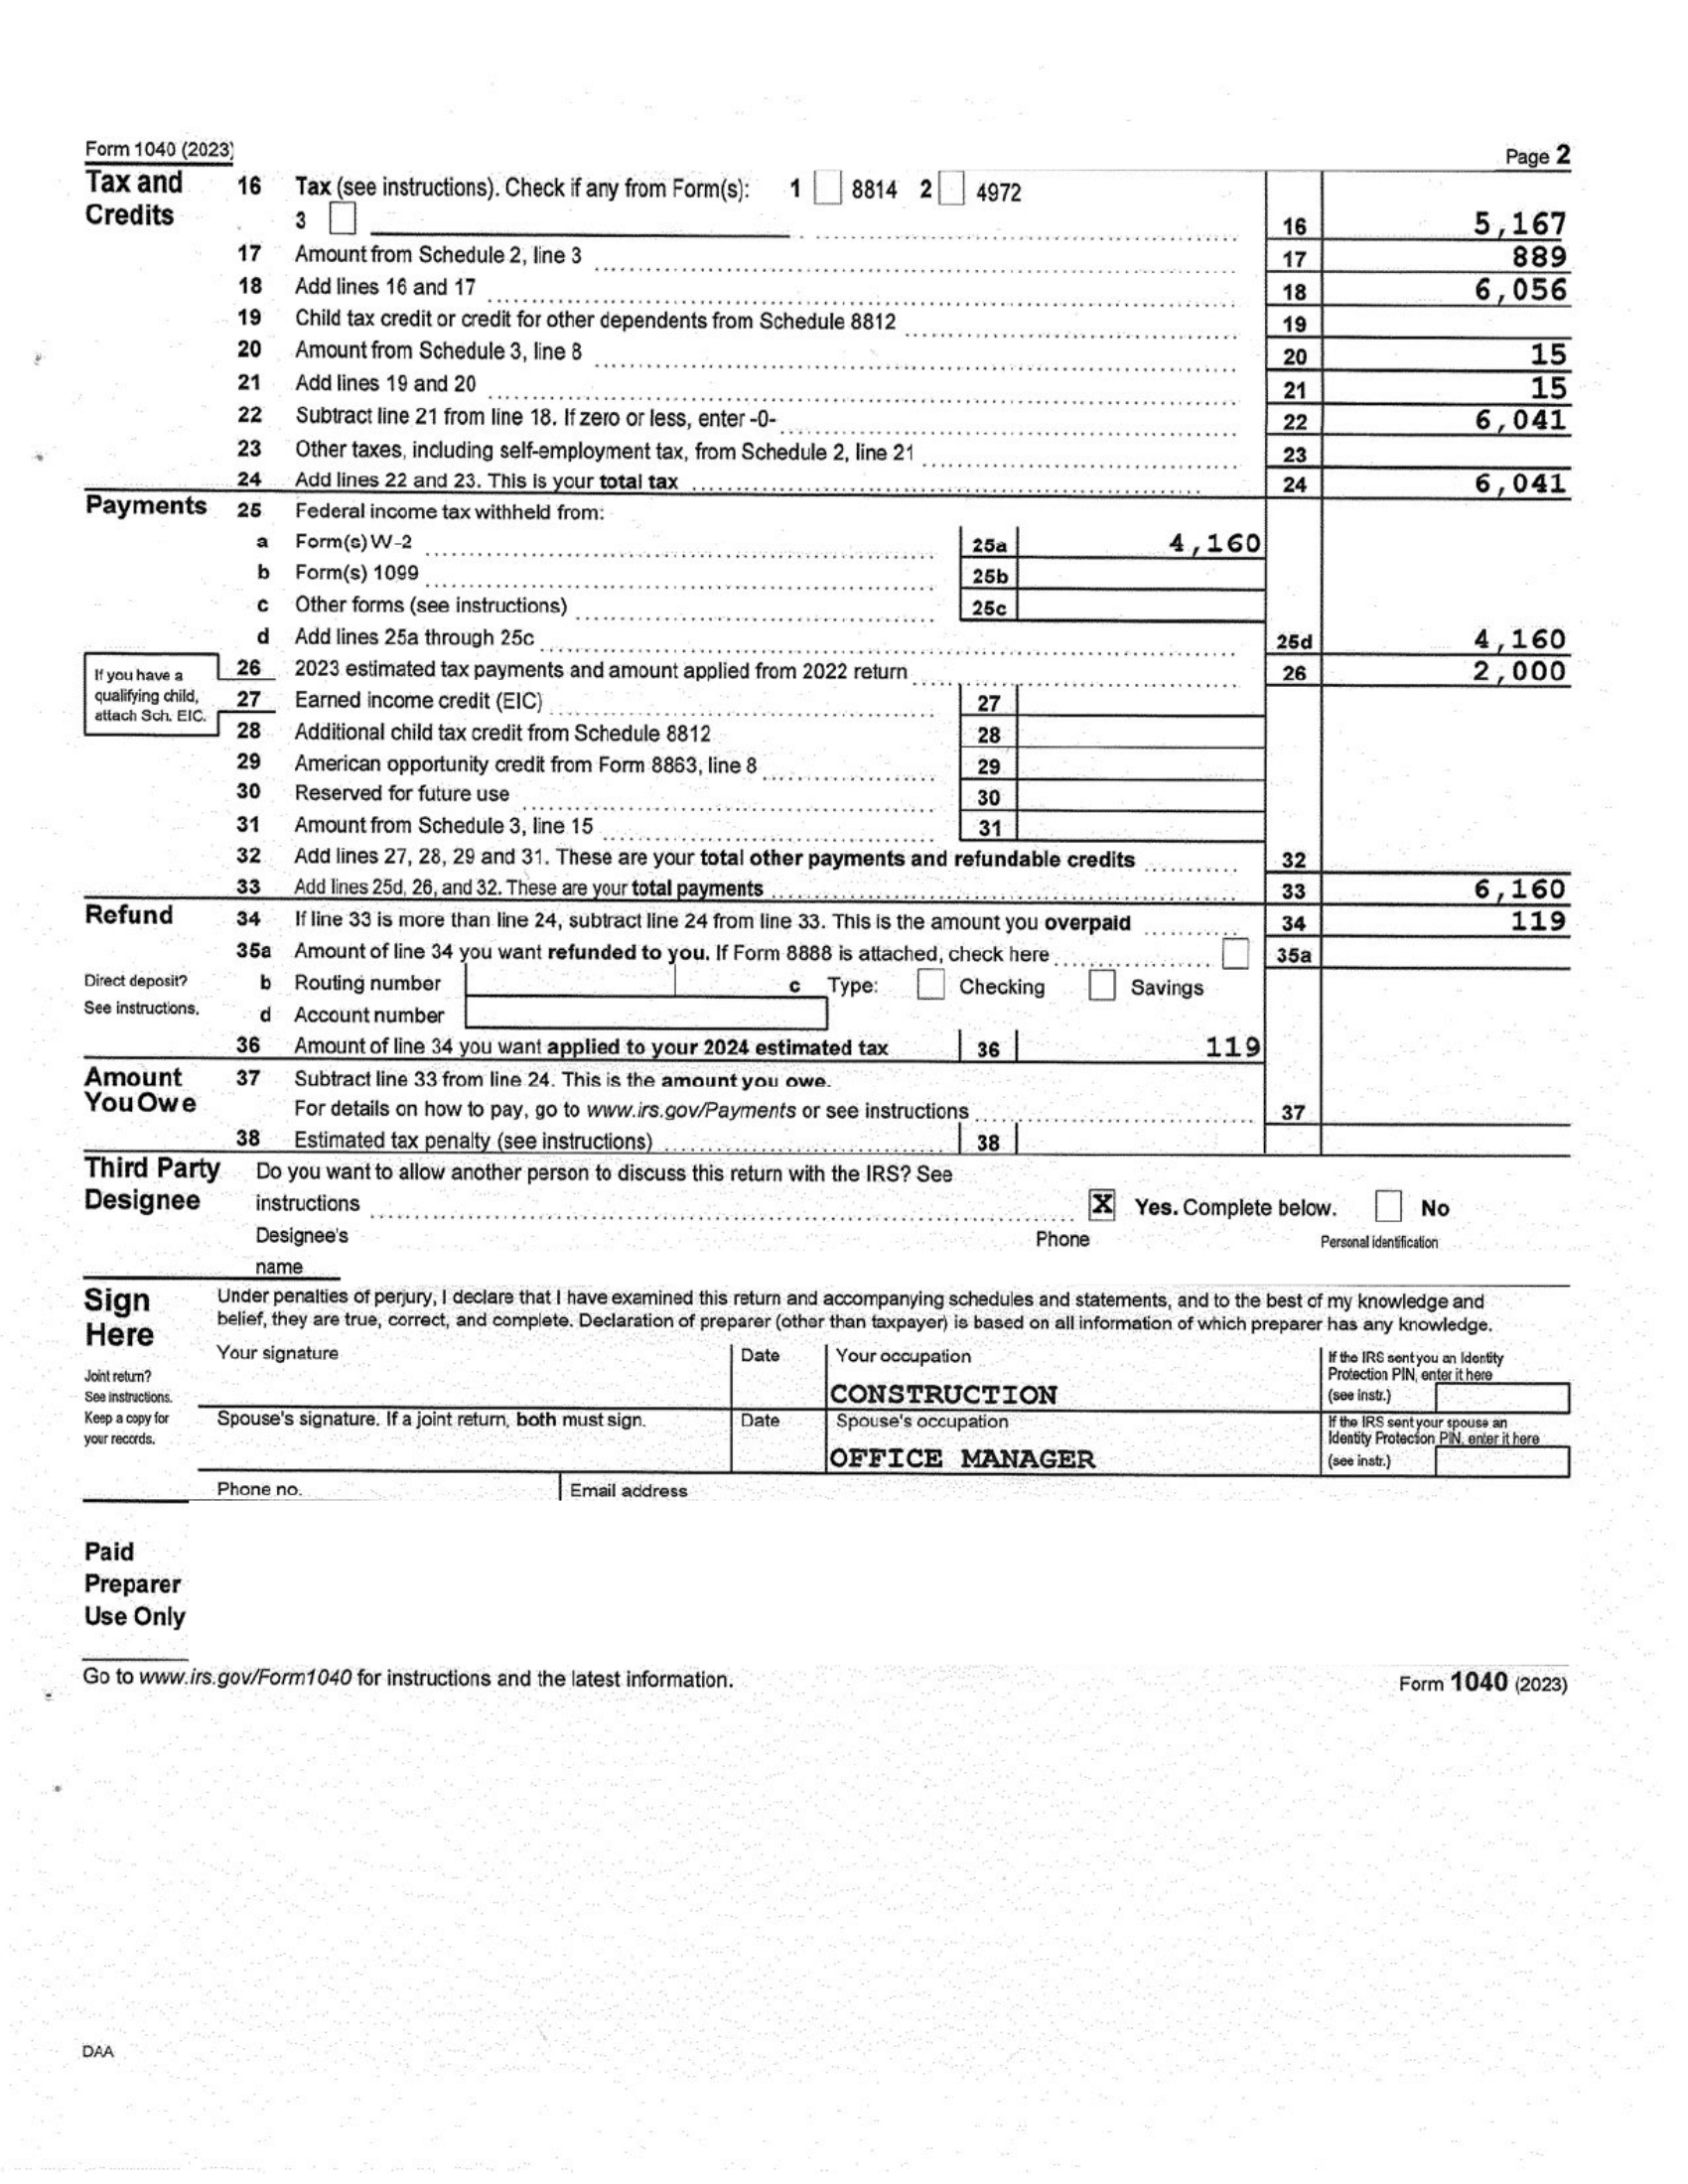 Form 1040 (2023) Page 2
Tax and Credits 16 Tax (see instructions). Check if any from Form(s): 1 8814 2 4972
3 16 5,167
17 Amount from Schedule 2, line 3 17 889
18 Add lines 16 and 17 18 6,056
19 Child tax credit or credit for other dependents from Schedule 8812 19
20 Amount from Schedule 3, line 8 20 15
21 Add lines 19 and 20 21 15
22 Subtract line 21 from line 18. If zero or less, enter -0- 22 6,041
23 Other taxes, including self-employment tax, from Schedule 2, line 21 23
24 Add lines 22 and 23. This is your total tax 24 6,041
Payments 25 Federal income tax withheld from:
a Form(s) W-2 25a 4,160
b Form(s) 1099 25b
c Other forms (see instructions) 25c
d Add lines 25a through 25c 25d 4,160
If you have a qualifying child, attach Sch. EIC.
26 2023 estimated tax payments and amount applied from 2022 return 26 2,000
27 Earned income credit (EIC) 27
28 Additional child tax credit from Schedule 8812 28
29 American opportunity credit from Form 8863, line 8 29
30 Reserved for future use 30
31 Amount from Schedule 3, line 15 31
32 Add lines 27, 28, 29 and 31. These are your total other payments and refundable credits 32
33 Add lines 25d, 26, and 32. These are your total payments 33 6,160
Refund 34 If line 33 is more than line 24, subtract line 24 from line 33. This is the amount you overpaid 34 119
35a Amount of line 34 you want refunded to you. If Form 8888 is attached, check here 35a
Direct deposit? b Routing number c Type: Checking Savings
See instructions. d Account number
36 Amount of line 34 you want applied to your 2024 estimated tax 36 119
Amount You Owe 37 Subtract line 33 from line 24. This is the amount you owe.
For details on how to pay, go to www.irs.gov/Payments or see instructions 37
38 Estimated tax penalty (see instructions) 38
Third Party Designee Do you want to allow another person to discuss this return with the IRS? See
instructions X Yes. Complete below. No
Designee's Phone Personal identification
name
Sign Here Under penalties of perjury, I declare that I have examined this return and accompanying schedules and statements, and to the best of my knowledge and
belief, they are true, correct, and complete. Declaration of preparer (other than taxpayer) is based on all information of which preparer has any knowledge.
Joint return?
See instructions.
Keep a copy for
your records.
Your signature Date Your occupation If the IRS sent you an Identity
Protection PIN, enter it here
CONSTRUCTION (see instr.)
Spouse's signature. If a joint return, both must sign. Date Spouse's occupation If the IRS sent your spouse an
Identity Protection PIN, enter it here
OFFICE MANAGER (see instr.)
Phone no. Email address
Paid
Preparer
Use Only
Go to www.irs.gov/Form1040 for instructions and the latest information. Form 1040 (2023)
DAA